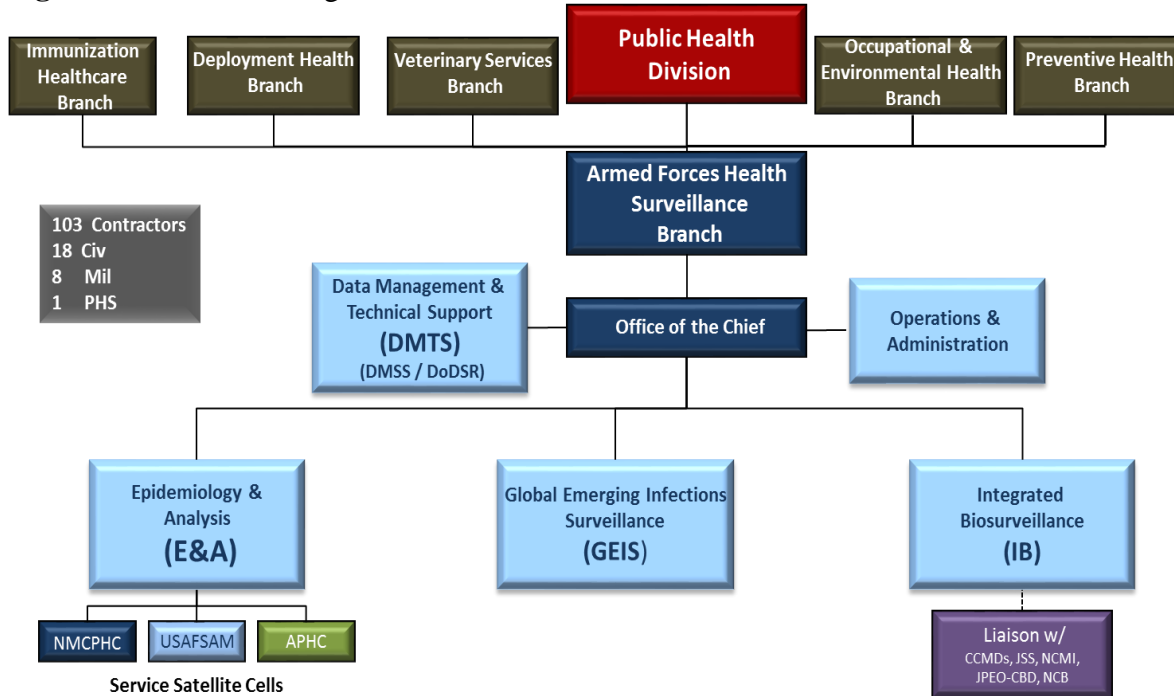 Immunization
Healthcare
Branch
Deployment Health
Branch
Veterinary Services
Branch
Public Health
Division
Occupational &
Environmental Health
Branch
Preventive Health
Branch
Armed Forces Health
Surveillance
Branch
103 Contractors
18 Civ
8 Mil
1 PHS
Data Management &
Technical Support
(DMTS)
(DMSS / DoDSR)
Office of the Chief
Operations &
Administration
Epidemiology &
Analysis
(E&A)
Global Emerging Infections
Surveillance
(GEIS)
Integrated
Biosurveillance
(IB)
NMCPHC
USAFSAM
APHC
Service Satellite Cells
Liaison w/
CCMDs, JSS, NCMI,
JPEO-CBD, NCB